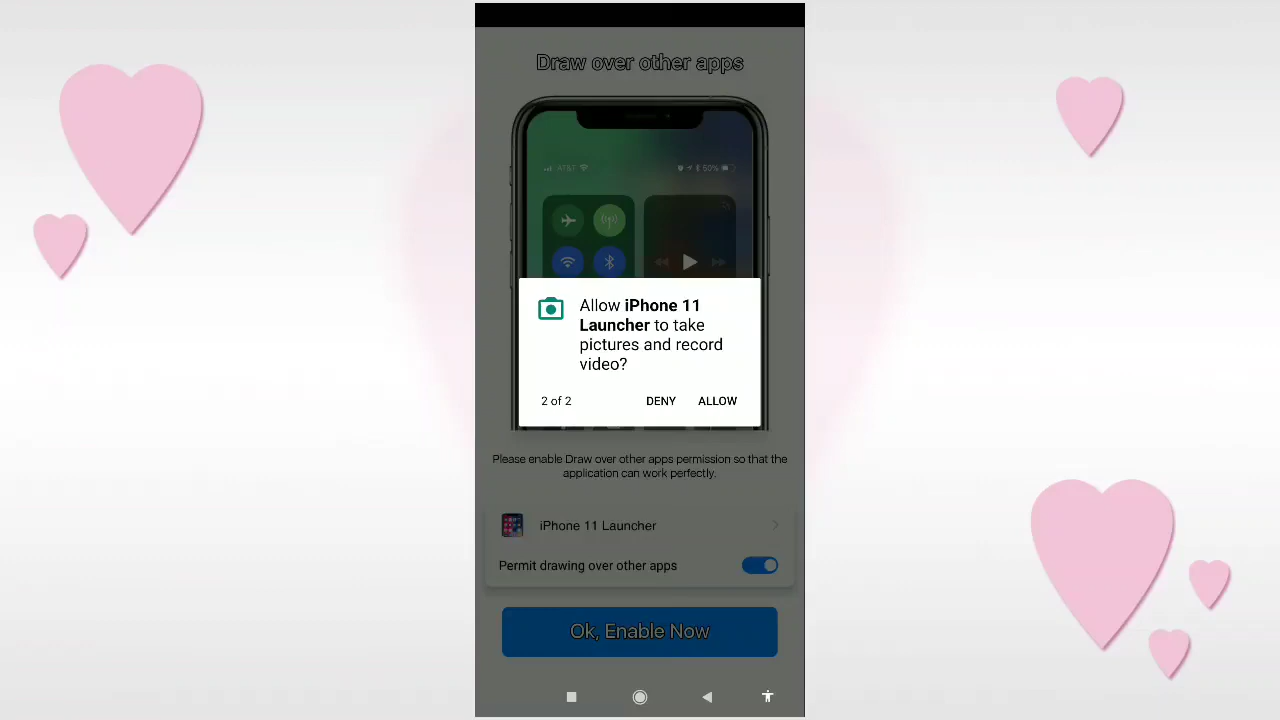 Draw over other apps
AT&T
50%
Allow iPhone 11
Launcher to take
pictures and record
video?
2 of 2
DENY
ALLOW
Please enable Draw over other apps permission so that the
application can work perfectly.
iPhone 11 Launcher
Permit drawing over other apps
Ok, Enable Now